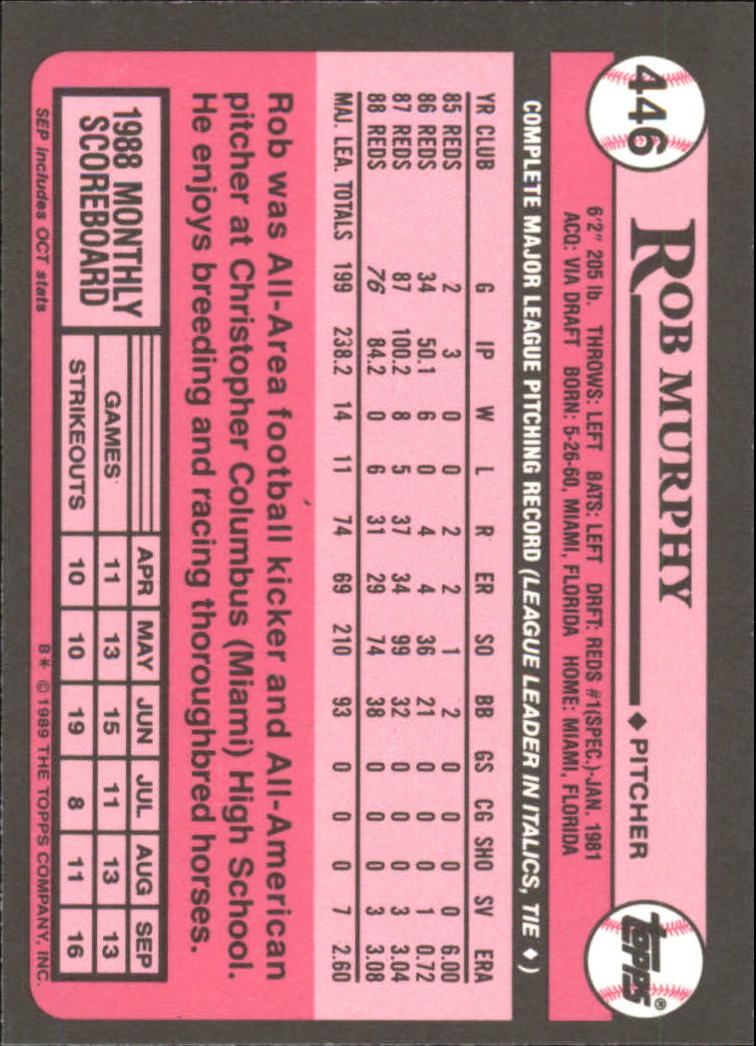 446
ROB MURPHY ♦ PITCHER
topps®
6'2" 205 lb. THROWS: LEFT BATS: LEFT DRFT: REDS #1(SPEC.)-JAN. 1981
ACQ: VIA DRAFT BORN: 5-26-60, MIAMI, FLORIDA HOME: MIAMI, FLORIDA
COMPLETE MAJOR LEAGUE PITCHING RECORD (LEAGUE LEADER IN ITALICS, TIE ♦)
YR CLUB G IP W L R ER SO BB GS CG SHO SV ERA
85 REDS 2 3 0 0 2 2 1 2 0 0 0 0 6.00
86 REDS 34 50.1 6 0 4 4 36 21 0 0 0 1 0.72
87 REDS 87 100.2 8 5 37 34 99 32 0 0 0 3 3.04
88 REDS 76 84.2 0 6 31 29 74 38 0 0 0 3 3.08
MAJ. LEA. TOTALS 199 238.2 14 11 74 69 210 93 0 0 0 7 2.60
Rob was All-Area football kicker and All-American
pitcher at Christopher Columbus (Miami) High School.
He enjoys breeding and racing thoroughbred horses.
1988 MONTHLY
SCOREBOARD
APR MAY JUN JUL AUG SEP
GAMES 11 13 15 11 13 13
STRIKEOUTS 10 10 19 8 11 16
SEP includes OCT stats
B* ©1989 THE TOPPS COMPANY, INC.